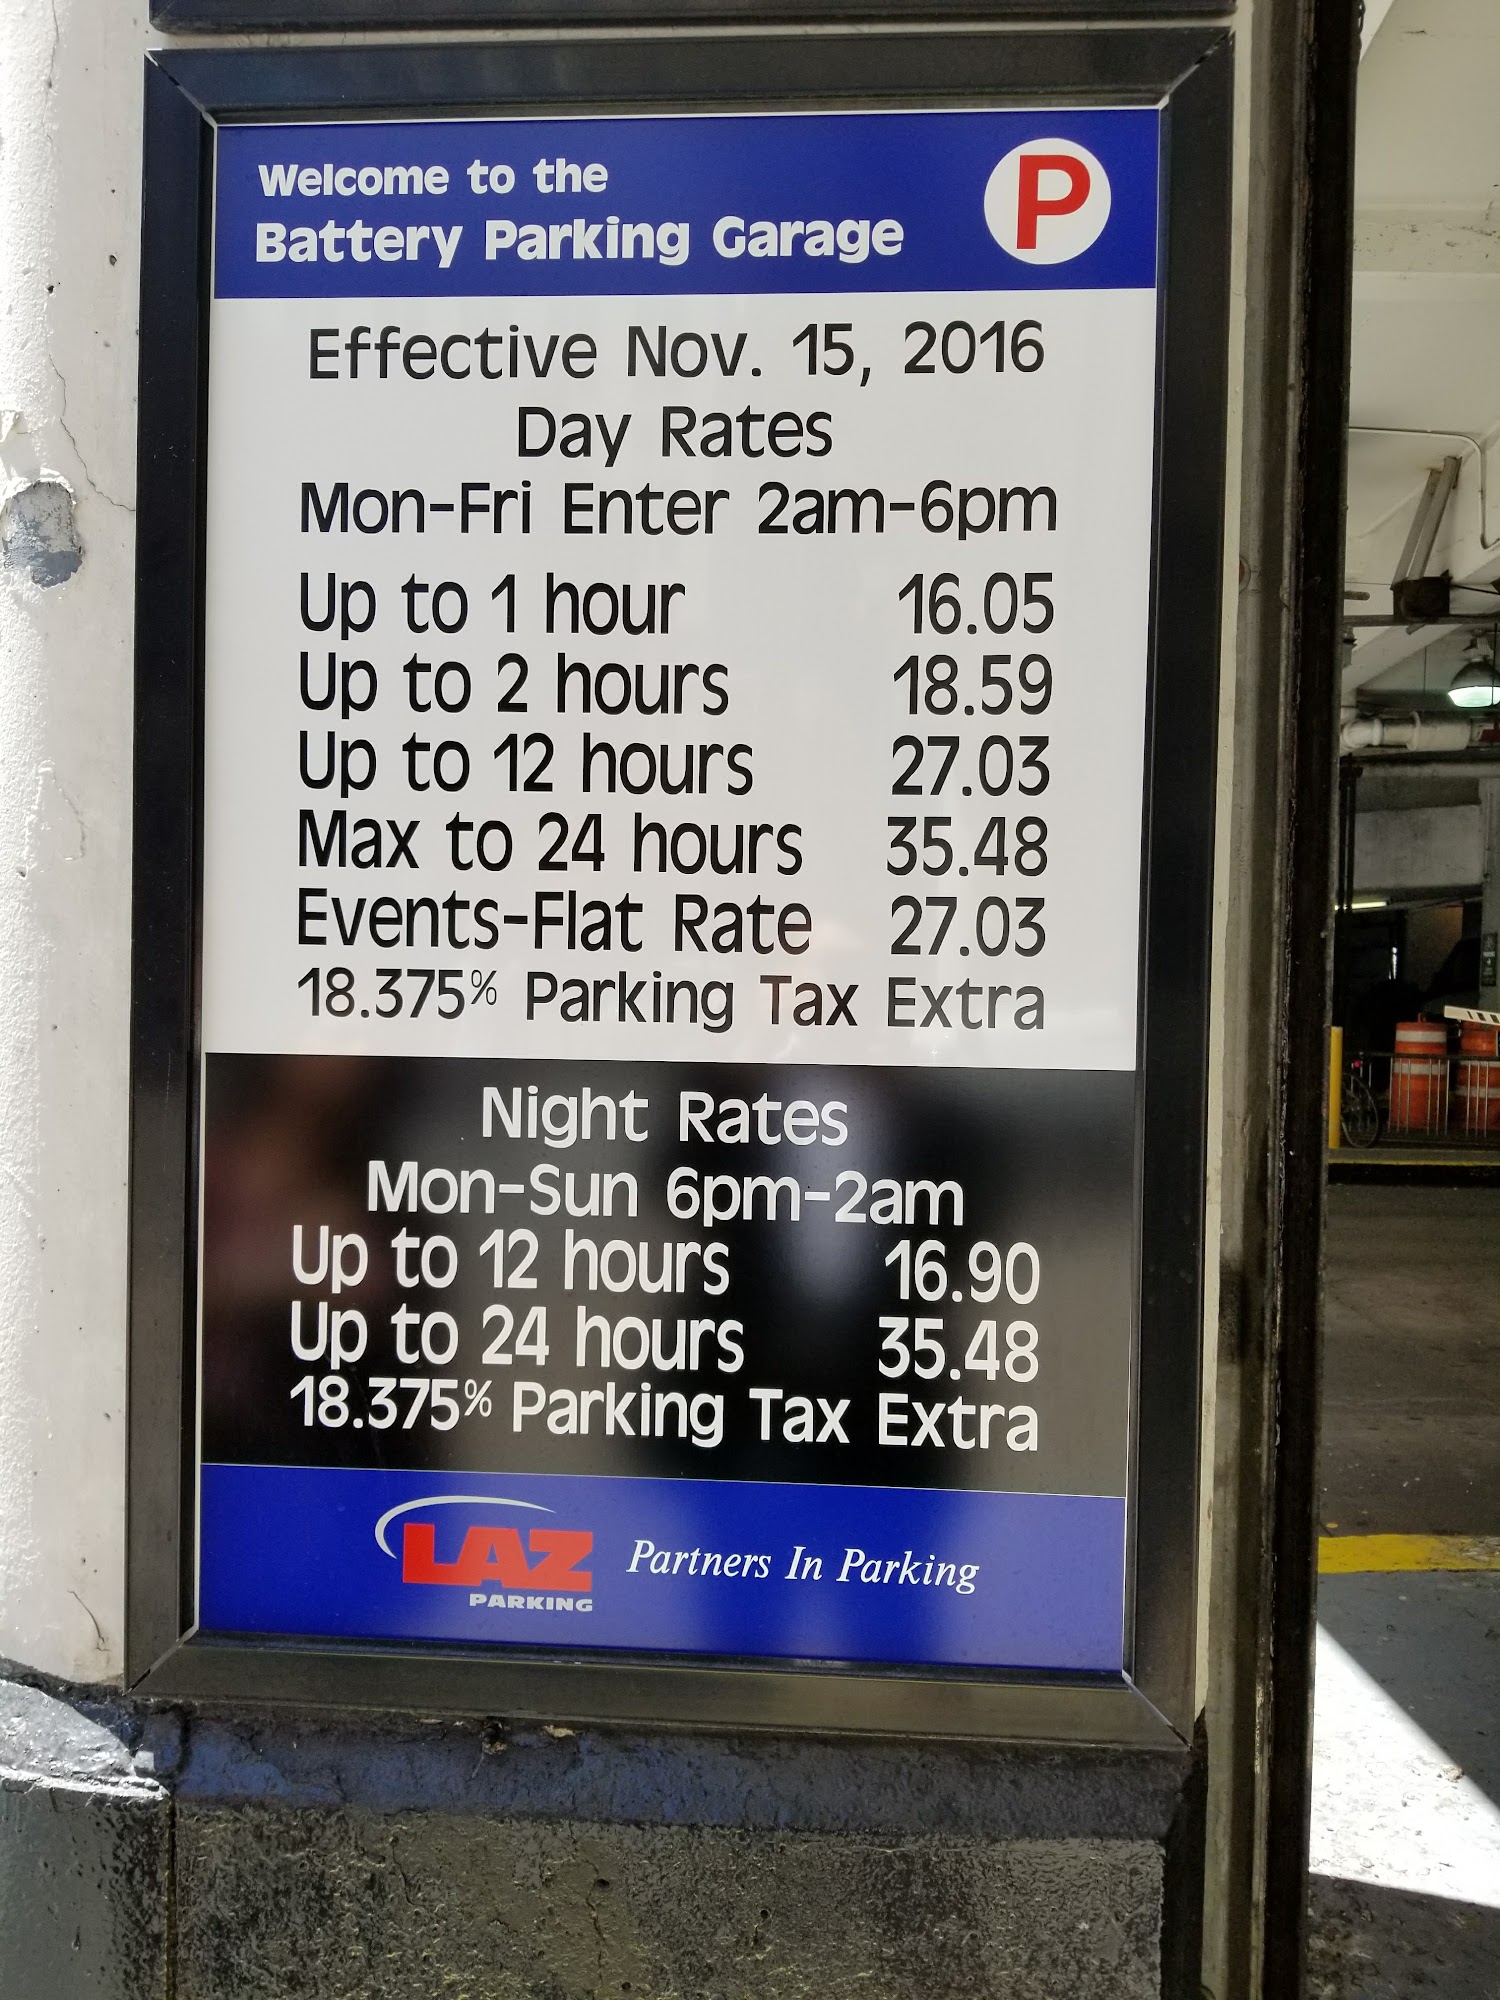 Welcome to the
Battery Parking Garage
P
Effective Nov. 15, 2016
Day Rates
Mon-Fri Enter 2am-6pm
Up to 1 hour 16.05
Up to 2 hours 18.59
Up to 12 hours 27.03
Max to 24 hours 35.48
Events-Flat Rate 27.03
18.375% Parking Tax Extra
Night Rates
Mon-Sun 6pm-2am
Up to 12 hours 16.90
Up to 24 hours 35.48
18.375% Parking Tax Extra
LAZ
PARKING
Partners In Parking